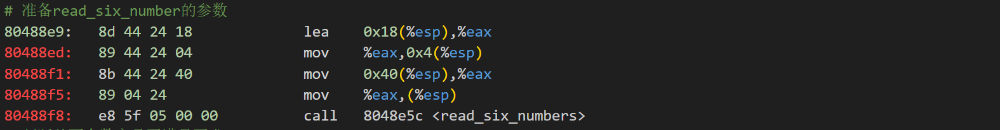 # 准备read_six_number的参数
80488e9: 8d 44 24 18 lea 0x18(%esp),%eax
80488ed: 89 44 24 04 mov %eax,0x4(%esp)
80488f1: 8b 44 24 40 mov 0x40(%esp),%eax
80488f5: 89 04 24 mov %eax,(%esp)
80488f8: e8 5f 05 00 00 call 8048e5c <read_six_numbers>